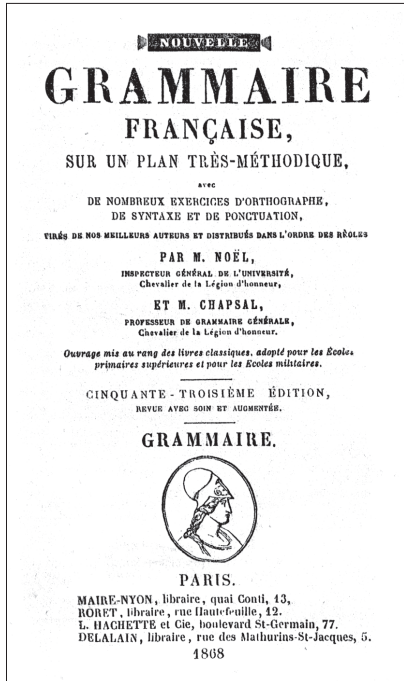 NOUVELLE
GRAMMAIRE
FRANÇAISE,
SUR UN PLAN TRÈS-MÉTHODIQUE,
avec
DE NOMBREUX EXERCICES D'ORTHOGRAPHE,
DE SYNTAXE ET DE PONCTUATION,
TIRÉS DE NOS MEILLEURS AUTEURS ET DISTRIBUÉS DANS L'ORDRE DES RÈGLES
PAR M. NOËL,
INSPECTEUR GÉNÉRAL DE L'UNIVERSITÉ,
Chevalier de la Légion d'honneur,
ET M. CHAPSAL,
PROFESSEUR DE GRAMMAIRE GÉNÉRALE,
Chevalier de la Légion d'honneur.
Ouvrage mis au rang des livres classiques, adopté pour les Écoles
primaires supérieures et pour les Ecoles militaires.
CINQUANTE-TROISIÈME ÉDITION,
REVUE AVEC SOIN ET AUGMENTÉE.
GRAMMAIRE.
PARIS.
MAIRE-NYON, libraire, quai Conti, 13,
RORET, libraire, rue Hautefeuille, 12.
L. HACHETTE et Cie, boulevard St-Germain, 77.
DELALAIN, libraire, rue des Mathurins-St-Jacques, 5.
1868